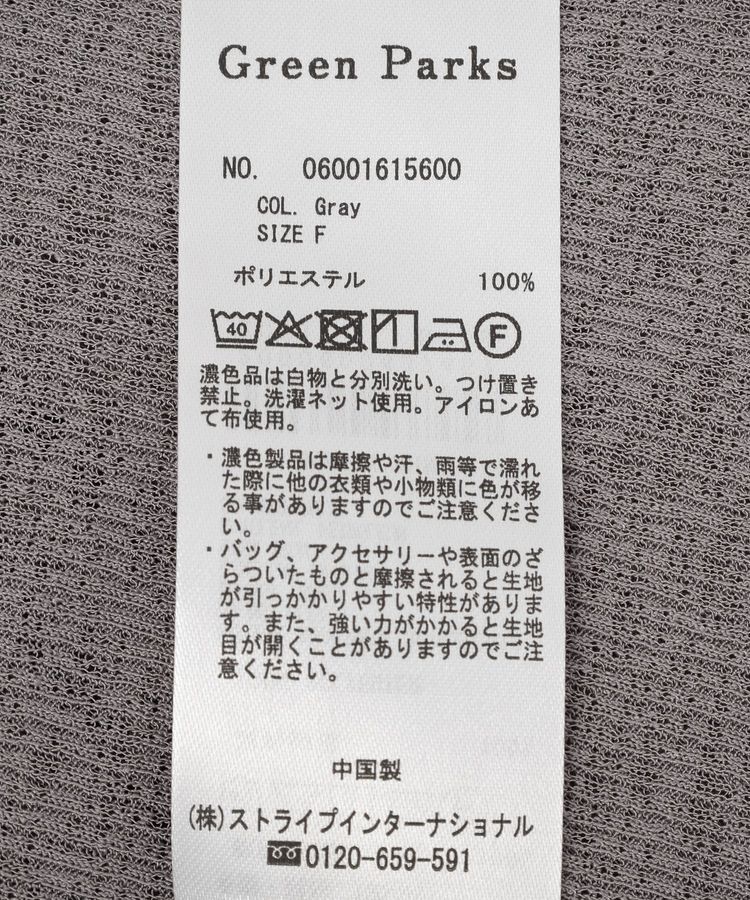 Green Parks
NO. 06001615600
COL. Gray
SIZE F
ポリエステル 100%
40 F
濃色品は白物と分別洗い。つけ置き
禁止。洗濯ネット使用。アイロンあ
て布使用。
・濃色製品は摩擦や汗、雨等で濡れ
た際に他の衣類や小物類に色が移
る事がありますのでご注意くださ
い。
・バッグ、アクセサリーや表面のざ
らついたものと摩擦されると生地
が引っかかりやすい特性がありま
す。また、強い力がかかると生地
目が開くことがありますのでご注
意ください。
中国製
(株)ストライプインターナショナル
0120-659-591